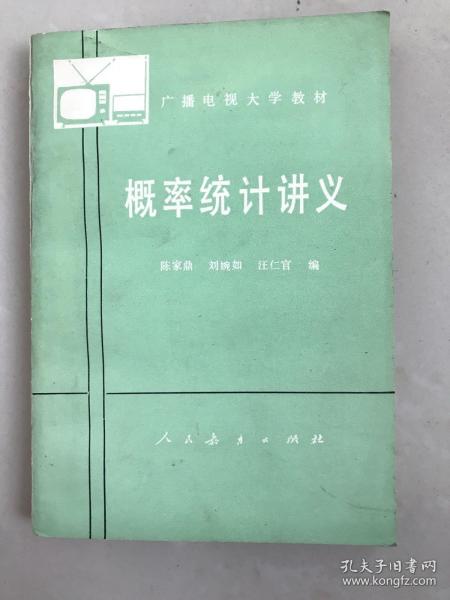 广播电视大学教材
概率统计讲义
陈家鼎 刘婉如 汪仁官 编
人民教育出版社
孔夫子旧书网
www.kongfz.com